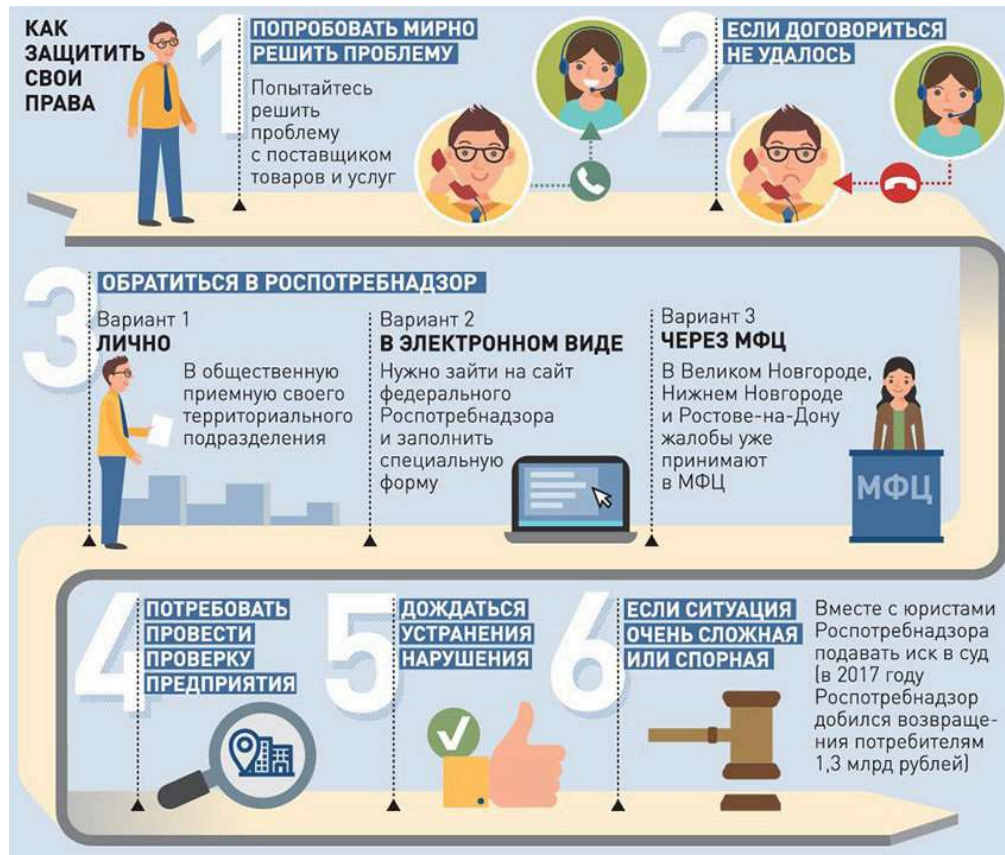 КАК
ЗАЩИТИТЬ
СВОИ
ПРАВА
1
ПОПРОБОВАТЬ МИРНО
РЕШИТЬ ПРОБЛЕМУ
Попытайтесь
решить
проблему
с поставщиком
товаров и услуг
2
ЕСЛИ ДОГОВОРИТЬСЯ
НЕ УДАЛОСЬ
3
ОБРАТИТЬСЯ В РОСПОТРЕБНАДЗОР
Вариант 1
ЛИЧНО
В общественную
приемную своего
территориального
подразделения
Вариант 2
В ЭЛЕКТРОННОМ ВИДЕ
Нужно зайти на сайт
федерального
Роспотребнадзора
и заполнить
специальную
форму
Вариант 3
ЧЕРЕЗ МФЦ
В Великом Новгороде,
Нижнем Новгороде
и Ростове-на-Дону
жалобы уже
принимают
в МФЦ
МФЦ
4
ПОТРЕБОВАТЬ
ПРОВЕСТИ
ПРОВЕРКУ
ПРЕДПРИЯТИЯ
5
ДОЖДАТЬСЯ
УСТРАНЕНИЯ
НАРУШЕНИЯ
6
ЕСЛИ СИТУАЦИЯ
ОЧЕНЬ СЛОЖНАЯ
ИЛИ СПОРНАЯ
Вместе с юристами
Роспотребнадзора
подавать иск в суд
(в 2017 году
Роспотребнадзор
добился возвраще-
ния потребителям
1,3 млрд рублей)